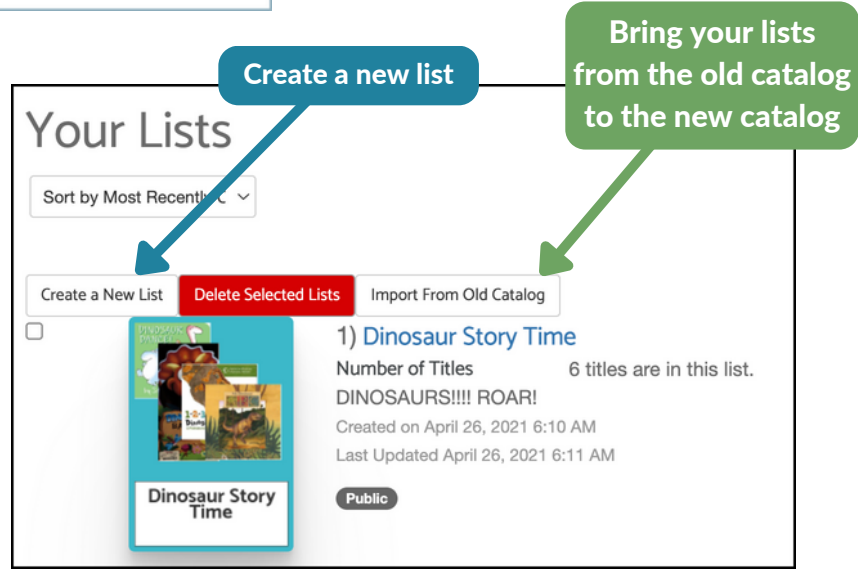 Bring your lists
from the old catalog
to the new catalog
Create a new list
Your Lists
Sort by Most Recently
Create a New List
Delete Selected Lists
Import From Old Catalog
1) Dinosaur Story Time
Number of Titles 6 titles are in this list.
DINOSAURS!!!! ROAR!
Created on April 26, 2021 6:10 AM
Last Updated April 26, 2021 6:11 AM
Public
Dinosaur Story
Time